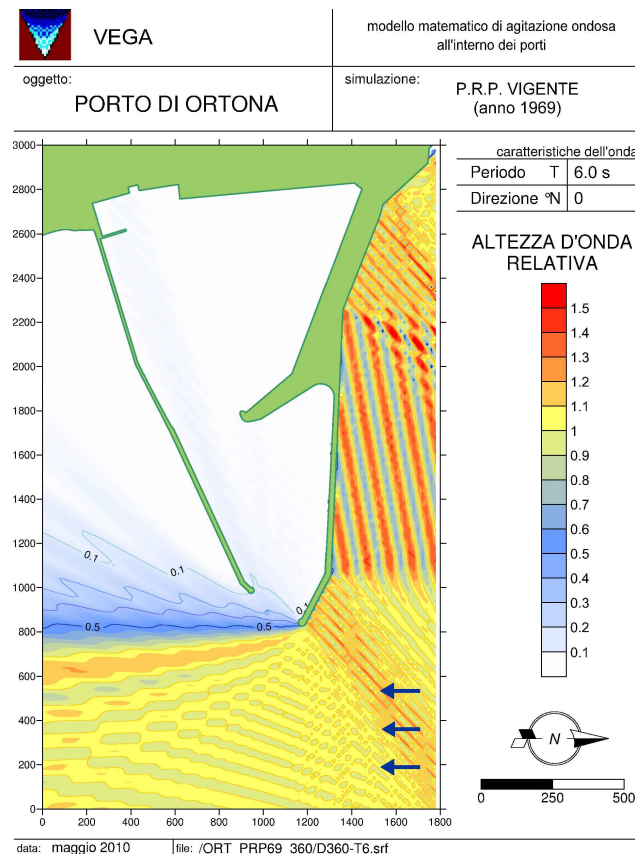 VEGA
modello matematico di agitazione ondosa
all'interno dei porti
oggetto:
PORTO DI ORTONA
simulazione:
P.R.P. VIGENTE
(anno 1969)
caratteristiche dell'onda
Periodo T 6.0 s
Direzione °N 0
ALTEZZA D'ONDA
RELATIVA
1.5
1.4
1.3
1.2
1.1
1
0.9
0.8
0.7
0.6
0.5
0.4
0.3
0.2
0.1
3000
2800
2600
2400
2200
2000
1800
1600
1400
1200
1000
800
600
400
200
0
0.1
0.1
0.5
0.5
0 200 400 600 800 1000 1200 1400 1600 1800
N
0 250 500
data: maggio 2010
file: /ORT_PRP69_360/D360-T6.srf